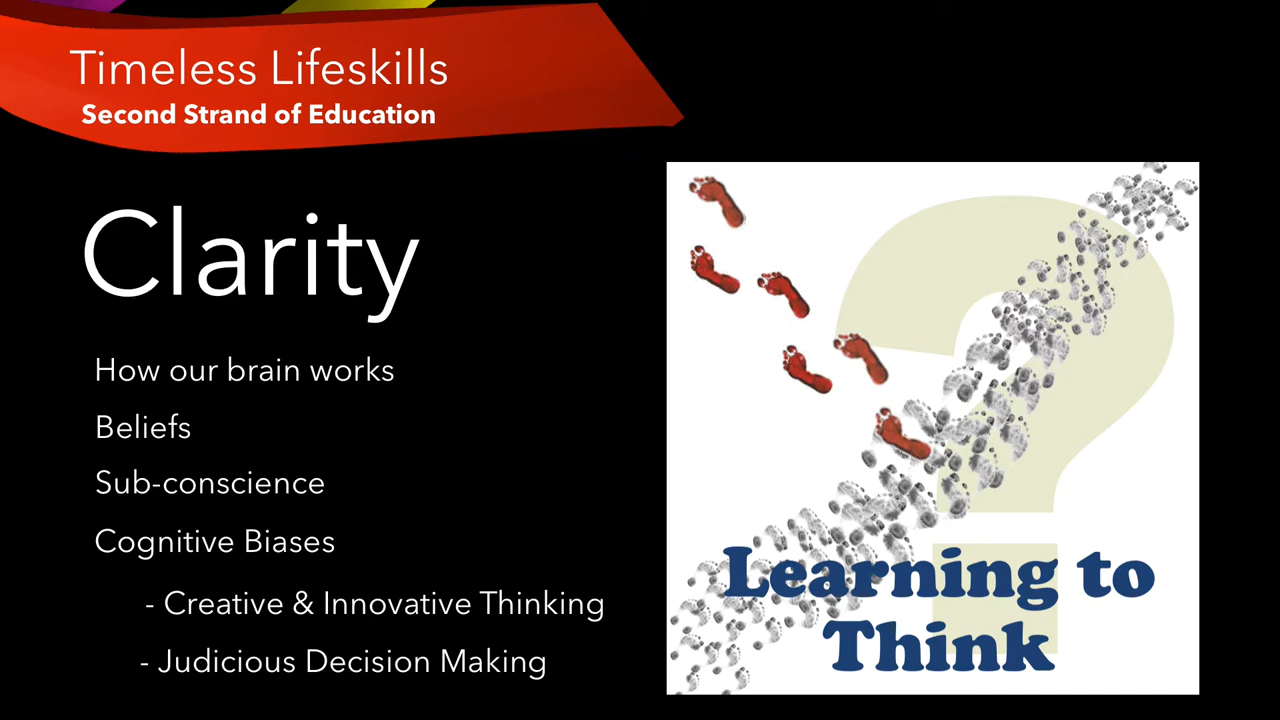 Timeless Lifeskills
Second Strand of Education
Clarity
How our brain works
Beliefs
Sub-conscience
Cognitive Biases
- Creative & Innovative Thinking
- Judicious Decision Making
?
Learning to
Think